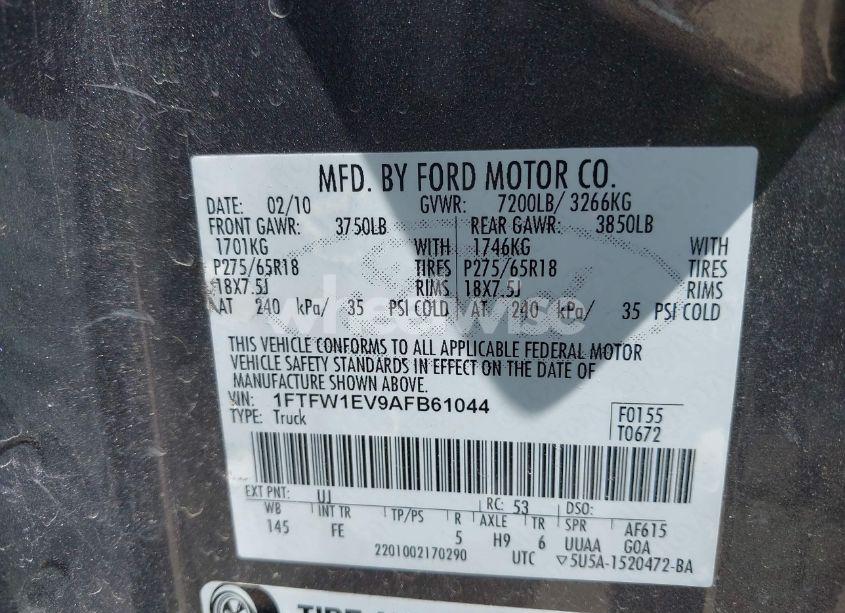 MFD. BY FORD MOTOR CO.
DATE: 02/10 GVWR: 7200LB/ 3266KG
FRONT GAWR: 3750LB REAR GAWR: 3850LB
1701KG WITH 1746KG WITH
P275/65R18 TIRES P275/65R18 TIRES
18X7.5J RIMS 18X7.5J RIMS
AT 240 kPa/ 35 PSI COLD AT 240 kPa/ 35 PSI COLD
wheelwise
THIS VEHICLE CONFORMS TO ALL APPLICABLE FEDERAL MOTOR
VEHICLE SAFETY STANDARDS IN EFFECT ON THE DATE OF
MANUFACTURE SHOWN ABOVE.
VIN: 1FTFW1EV9AFB61044 F0155
TYPE: Truck T0672
EXT PNT: UJ RC: 53 DSO:
WB INT TR TP/PS R AXLE TR SPR AF615
145 FE 5 H9 6 UUAA GOA
2201002170290 UTC ▽5U5A-1520472-BA